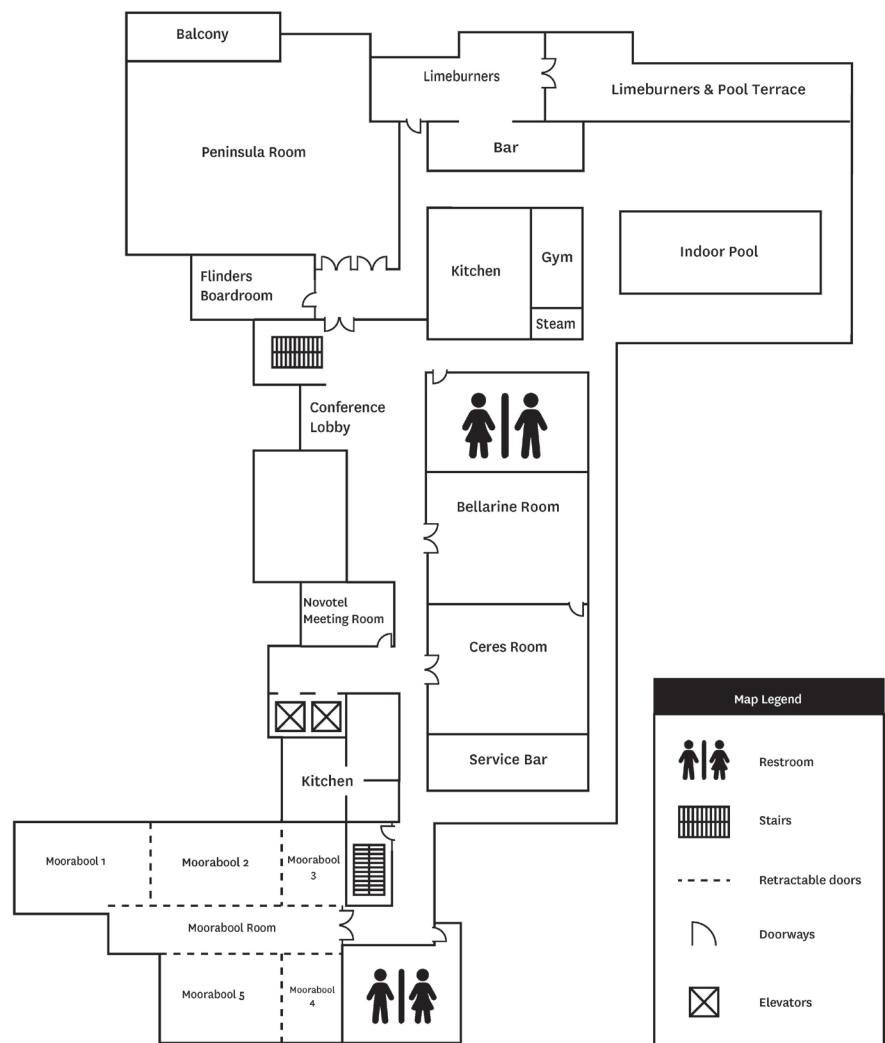 Balcony
Limeburners
Limeburners & Pool Terrace
Peninsula Room
Bar
Flinders
Boardroom
Kitchen
Gym
Indoor Pool
Steam
Conference
Lobby
Bellarine Room
Novotel
Meeting Room
Ceres Room
Service Bar
Kitchen
Moorabool 1
Moorabool 2
Moorabool
3
Moorabool Room
Moorabool 5
Moorabool
4
Map Legend
Restroom
Stairs
Retractable doors
Doorways
Elevators